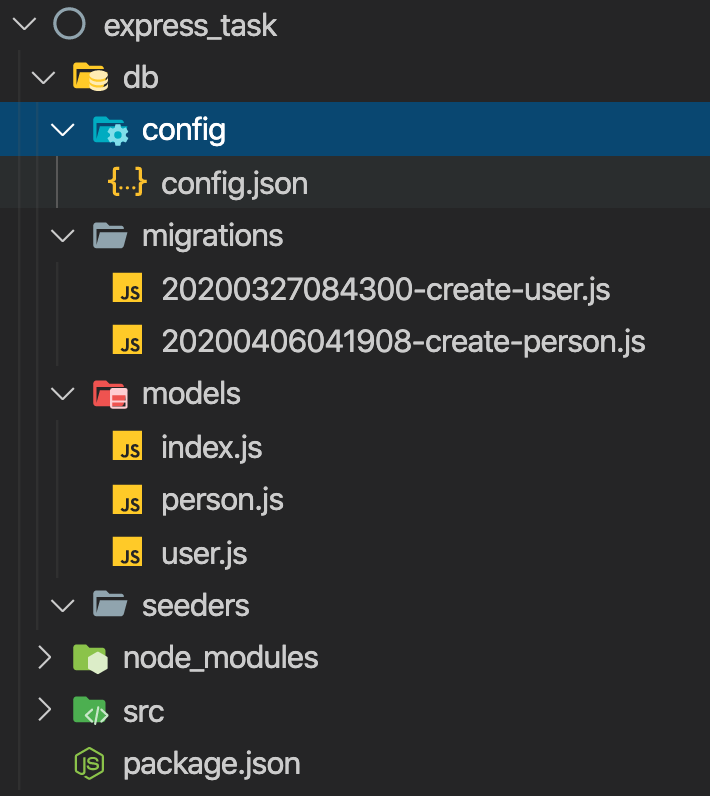 express_task
db
config
{...} config.json
migrations
JS 20200327084300-create-user.js
JS 20200406041908-create-person.js
models
JS index.js
JS person.js
JS user.js
seeders
node_modules
</> src
JS package.json